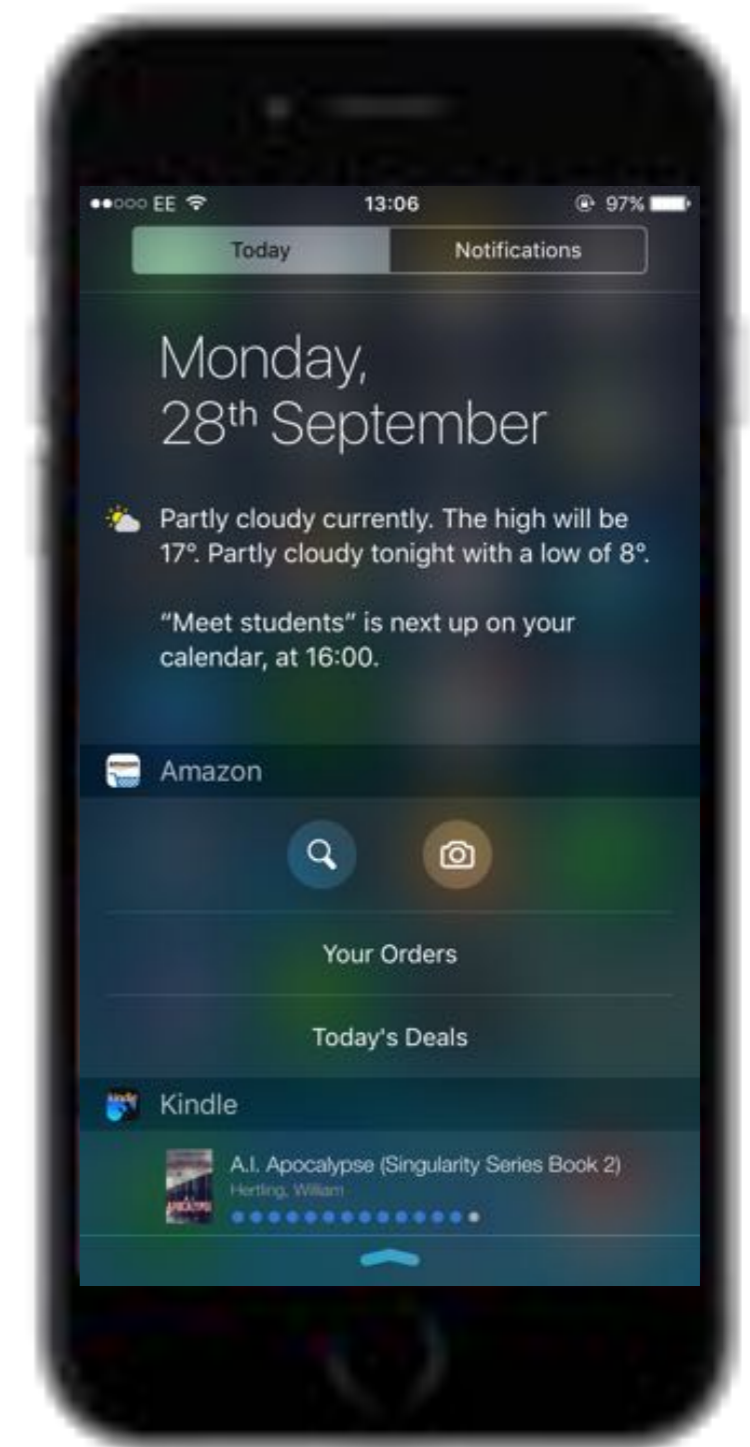 EE 13:06 97%
Today Notifications
Monday,
28th September
Partly cloudy currently. The high will be
17°. Partly cloudy tonight with a low of 8°.
“Meet students” is next up on your
calendar, at 16:00.
Amazon
Your Orders
Today's Deals
Kindle
A.I. Apocalypse (Singularity Series Book 2)
Hertling, William